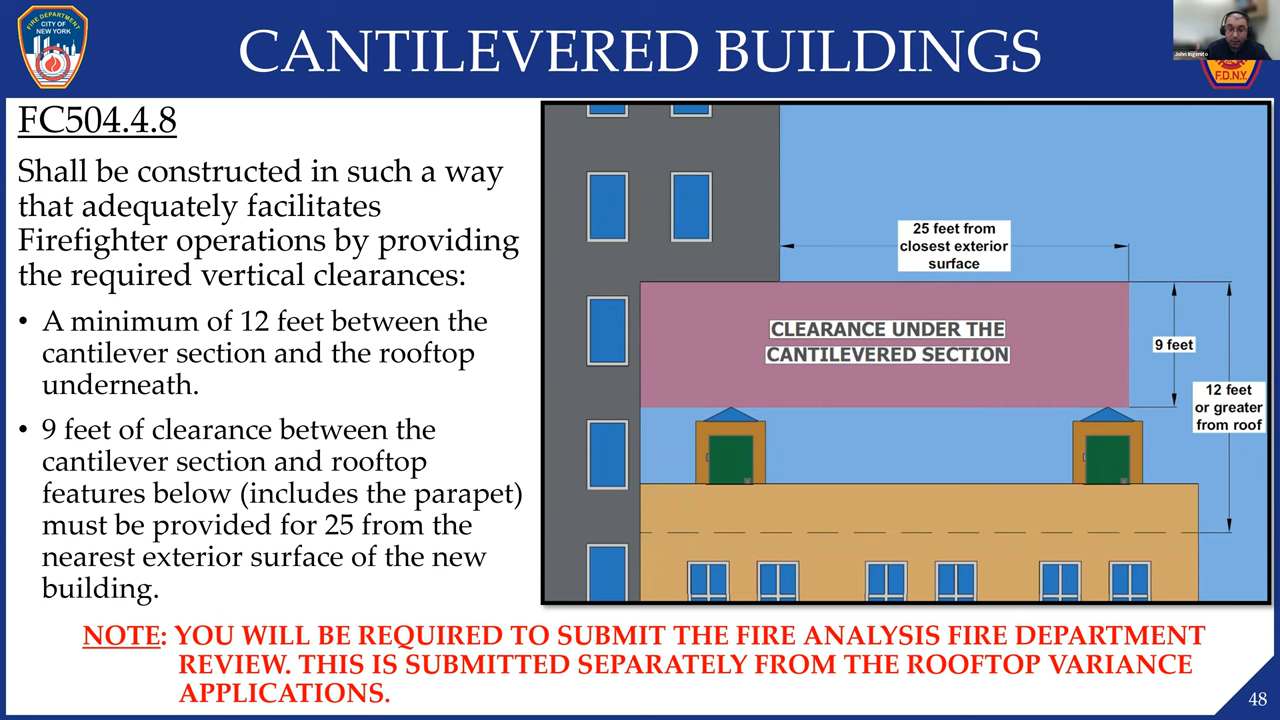 FIRE DEPARTMENT
CITY OF
NEW YORK
CANTILEVERED BUILDINGS
John Ingenito
F.D.N.Y.
FC504.4.8
Shall be constructed in such a way
that adequately facilitates
Firefighter operations by providing
the required vertical clearances:
• A minimum of 12 feet between the
cantilever section and the rooftop
underneath.
• 9 feet of clearance between the
cantilever section and rooftop
features below (includes the parapet)
must be provided for 25 from the
nearest exterior surface of the new
building.
25 feet from
closest exterior
surface
CLEARANCE UNDER THE
CANTILEVERED SECTION
9 feet
12 feet
or greater
from roof
NOTE: YOU WILL BE REQUIRED TO SUBMIT THE FIRE ANALYSIS FIRE DEPARTMENT
REVIEW. THIS IS SUBMITTED SEPARATELY FROM THE ROOFTOP VARIANCE
APPLICATIONS.
48